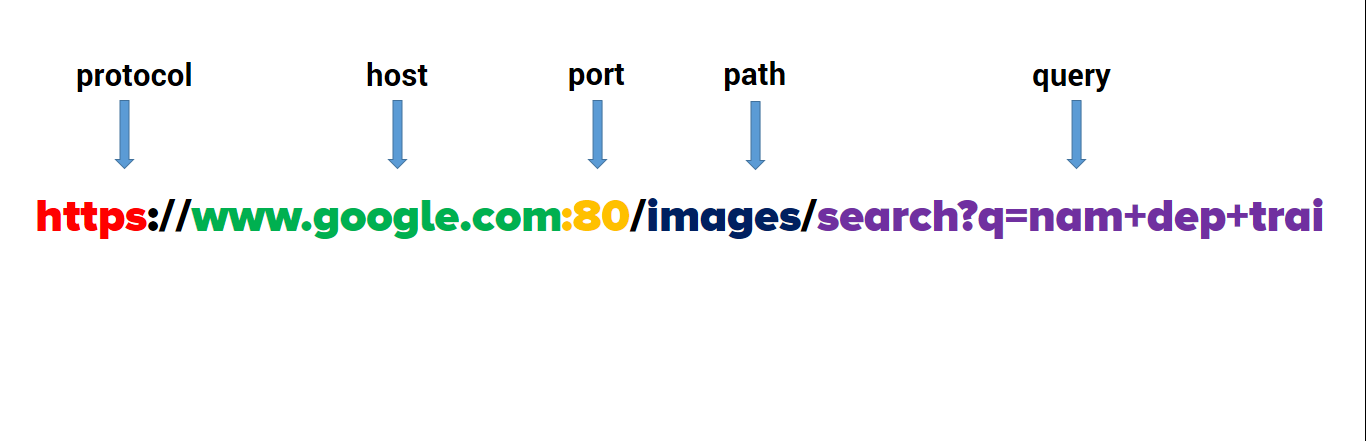 protocol host port path query
https://www.google.com:80/images/search?q=nam+dep+trai